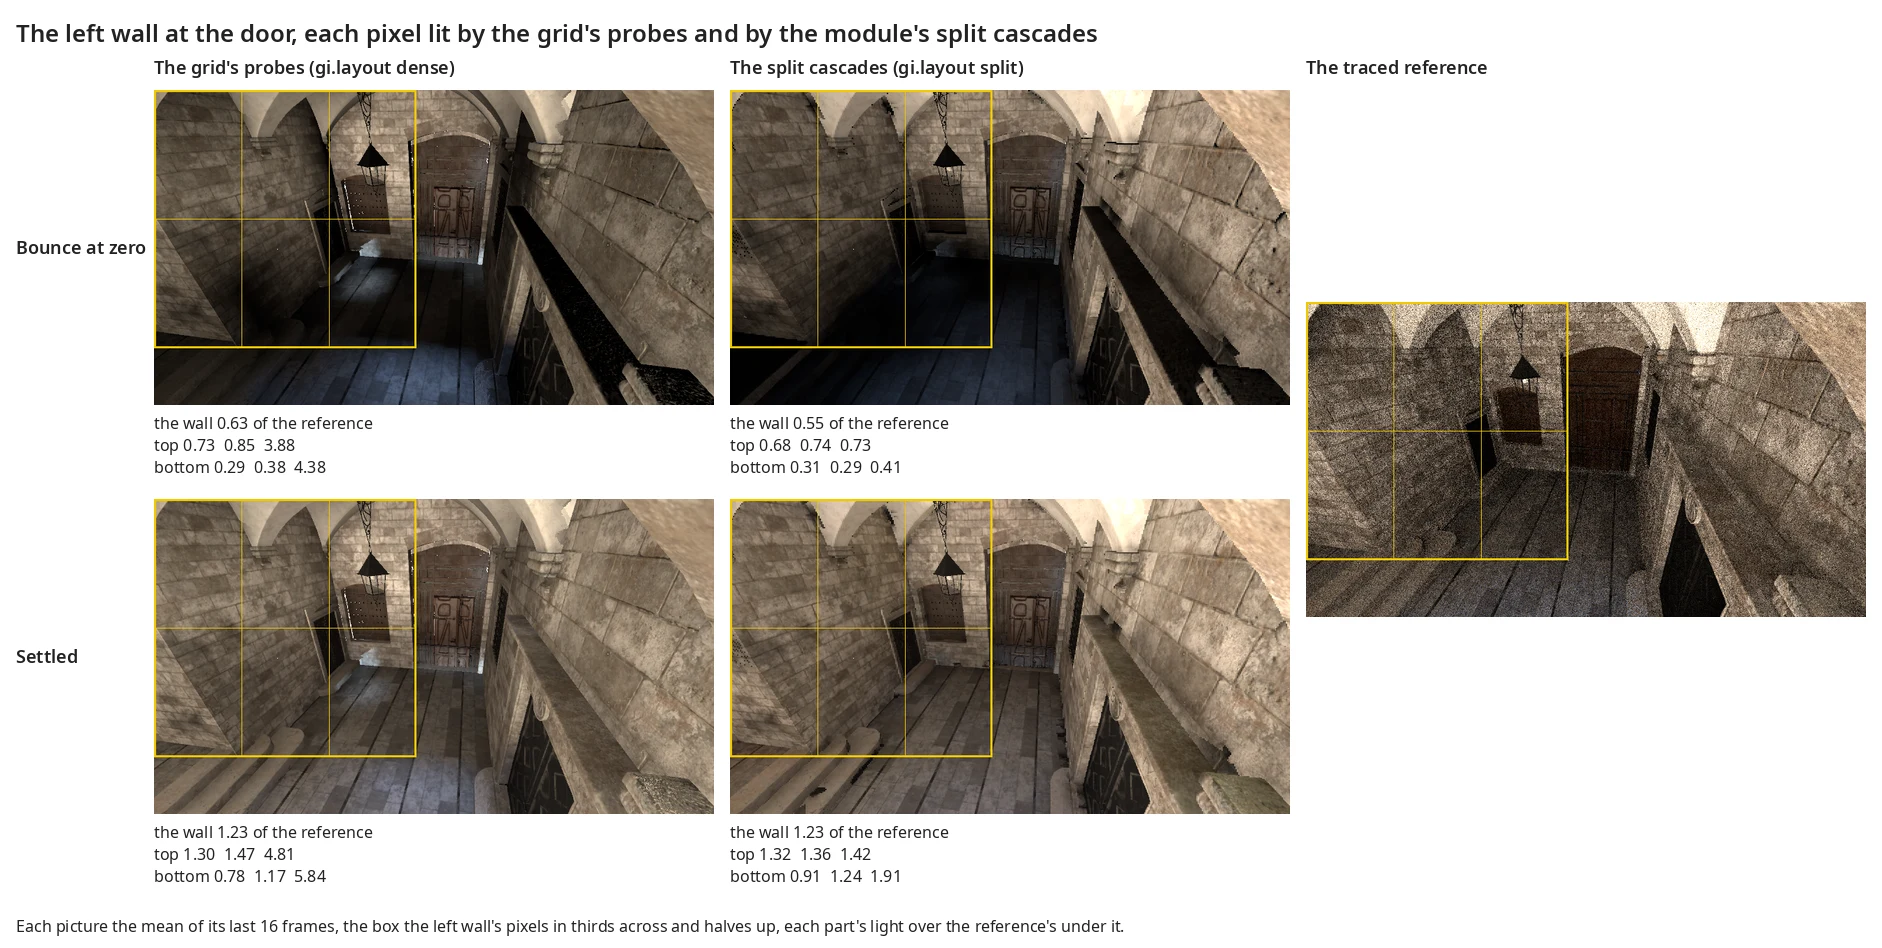 The left wall at the door, each pixel lit by the grid's probes and by the module's split cascades
The grid's probes (gi.layout dense)
The split cascades (gi.layout split)
The traced reference
Bounce at zero
the wall 0.63 of the reference
top 0.73 0.85 3.88
bottom 0.29 0.38 4.38
the wall 0.55 of the reference
top 0.68 0.74 0.73
bottom 0.31 0.29 0.41
Settled
the wall 1.23 of the reference
top 1.30 1.47 4.81
bottom 0.78 1.17 5.84
the wall 1.23 of the reference
top 1.32 1.36 1.42
bottom 0.91 1.24 1.91
Each picture the mean of its last 16 frames, the box the left wall's pixels in thirds across and halves up, each part's light over the reference's under it.